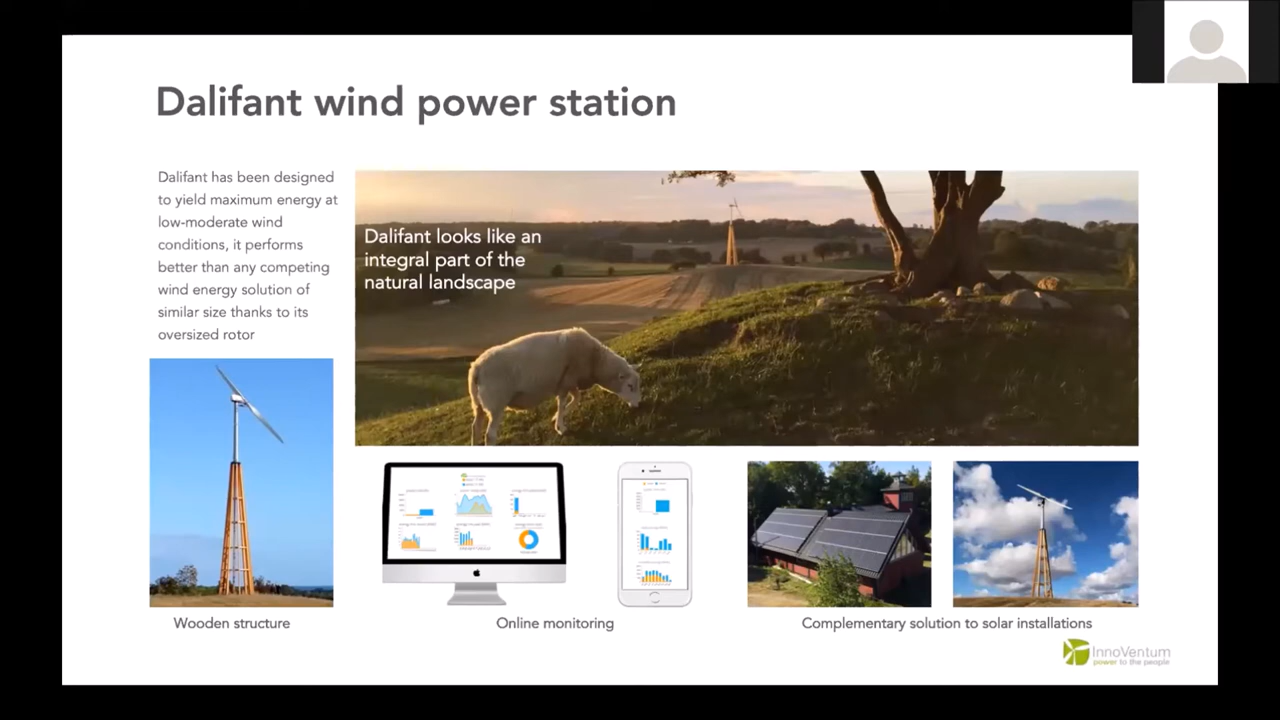 Dalifant wind power station
Dalifant has been designed
to yield maximum energy at
low-moderate wind
conditions, it performs
better than any competing
wind energy solution of
similar size thanks to its
oversized rotor
Dalifant looks like an
integral part of the
natural landscape
Wooden structure
Online monitoring
Complementary solution to solar installations
InnoVentum
power to the people